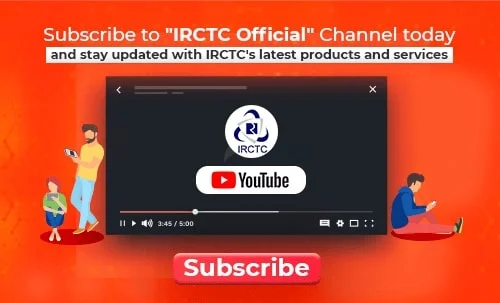 Subscribe to "IRCTC Official" Channel today
and stay updated with IRCTC's latest products and services
IRCTC
YouTube
3:45 / 5:00
Subscribe